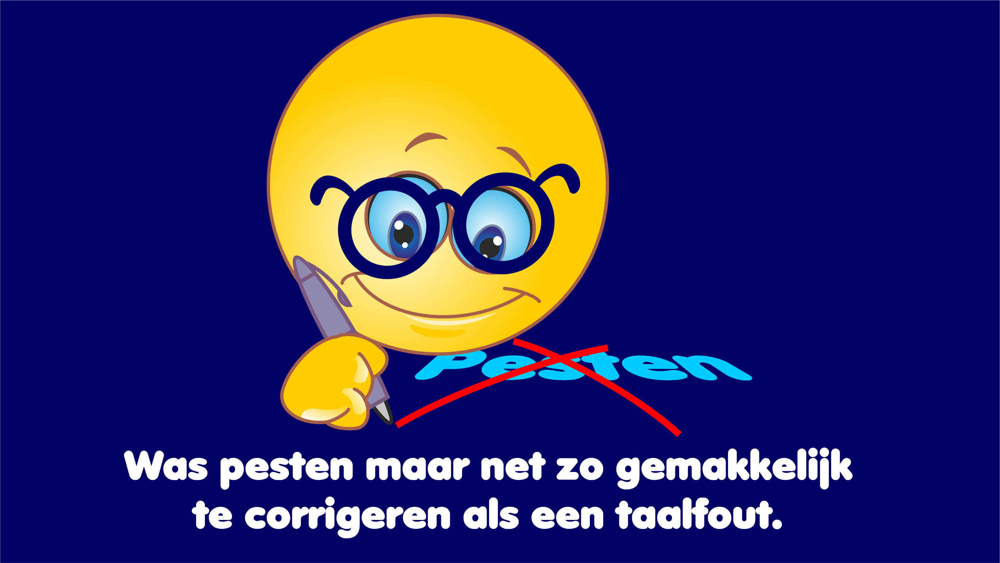 Pesten
Was pesten maar net zo gemakkelijk
te corrigeren als een taalfout.